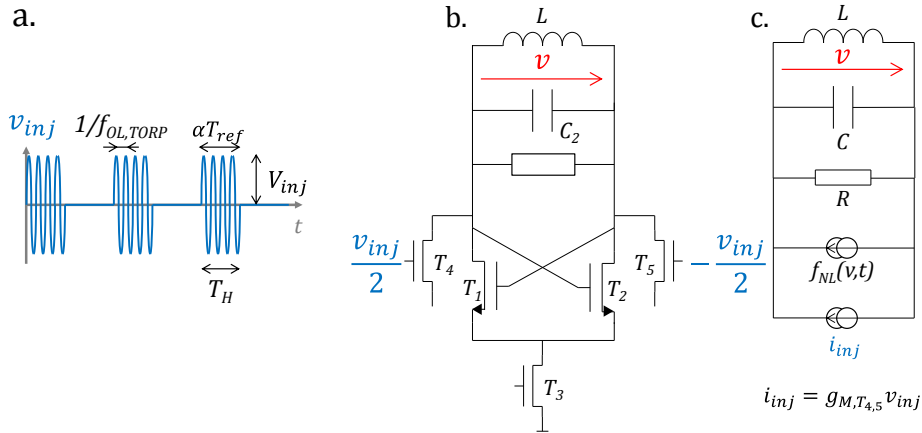 a.
v_inj
1/f_OL,TORP
αT_ref
V_inj
t
T_H
b.
L
v
C_2
v_inj/2
T_4
T_1
T_2
T_5
− v_inj/2
T_3
c.
L
v
C
R
f_NL(v,t)
i_inj
i_inj = g_M,T_4,5 v_inj